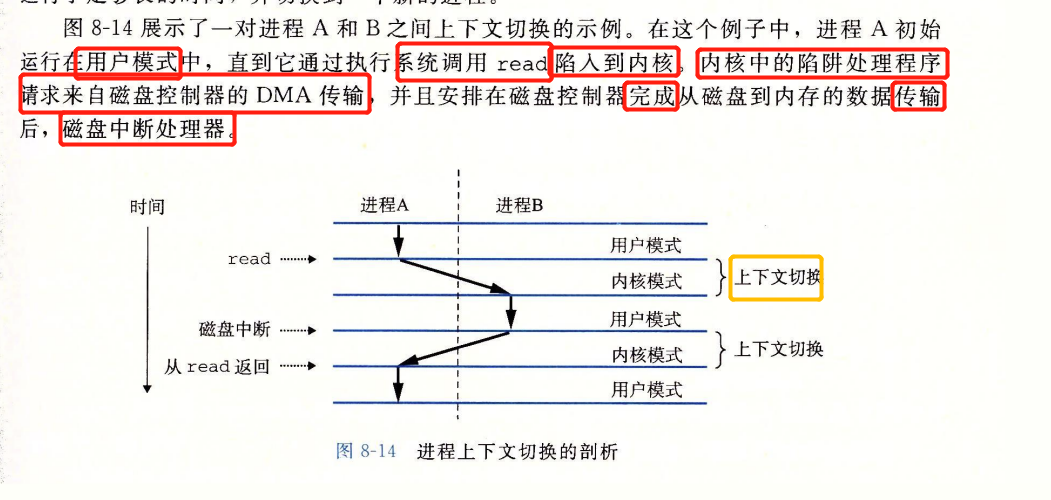 图 8-14 展示了一对进程 A 和 B 之间上下文切换的示例。在这个例子中，进程 A 初始
运行在用户模式中，直到它通过执行系统调用 read 陷入到内核。内核中的陷阱处理程序
请求来自磁盘控制器的 DMA 传输，并且安排在磁盘控制器完成从磁盘到内存的数据传输
后，磁盘中断处理器。
时间
进程A
进程B
用户模式
read
内核模式
上下文切换
用户模式
磁盘中断
内核模式
上下文切换
从 read 返回
用户模式
图 8-14 进程上下文切换的剖析